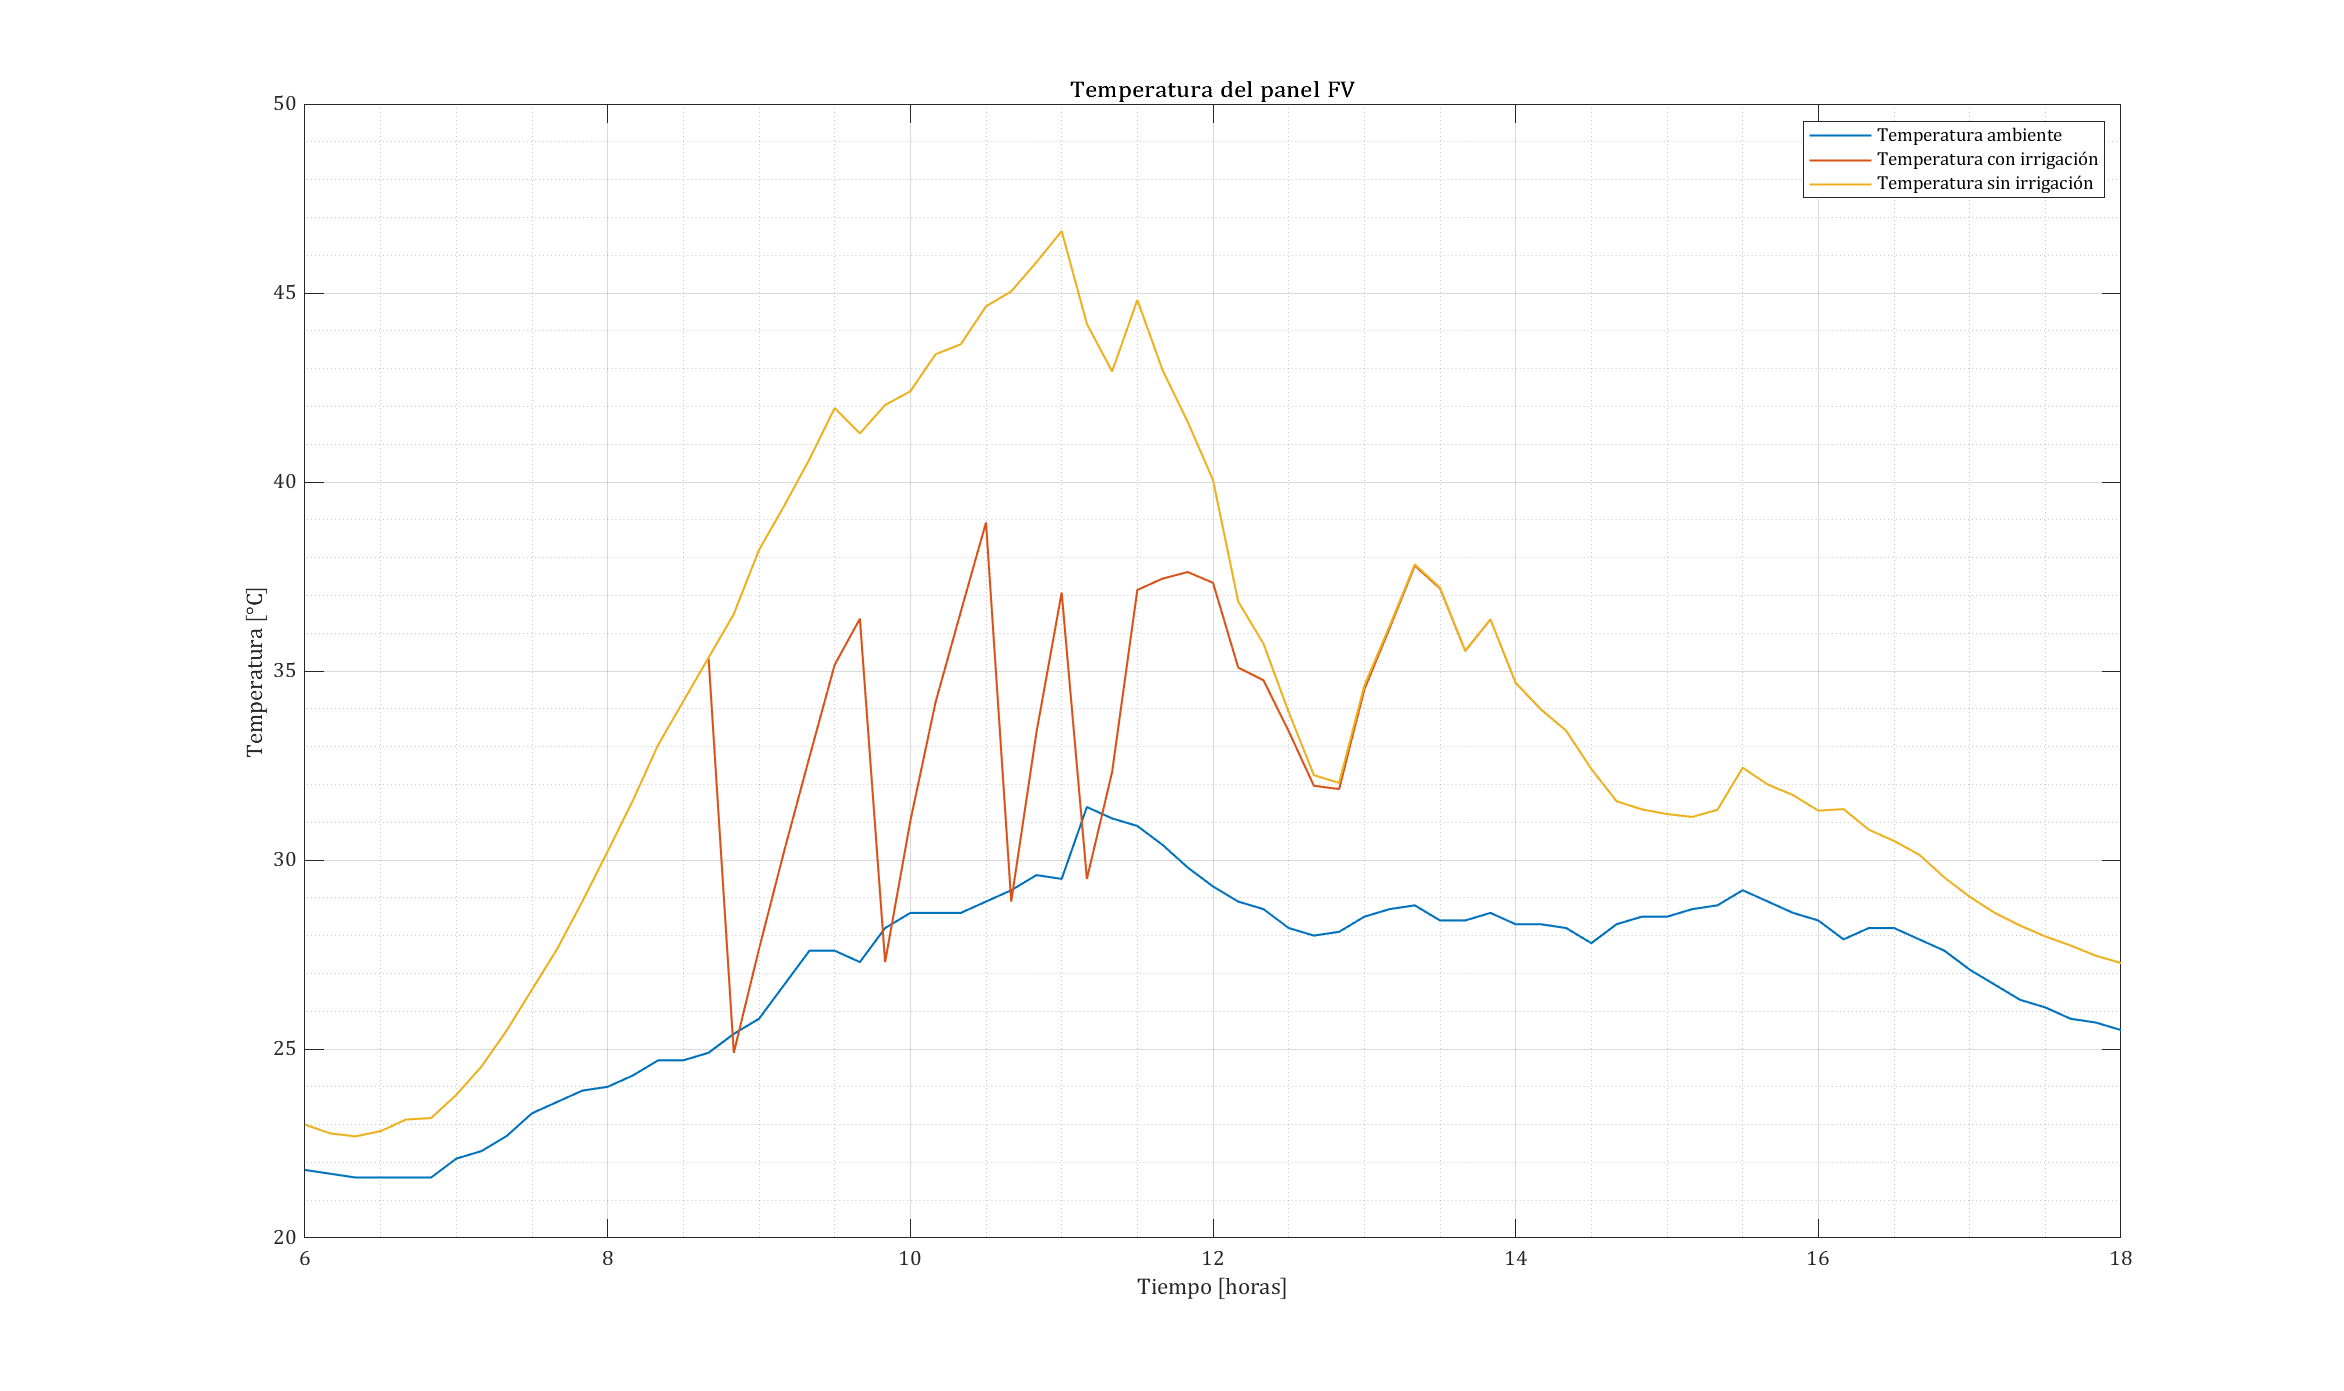 Temperatura del panel FV
50
45
40
35
30
25
20
Temperatura [°C]
Temperatura ambiente
Temperatura con irrigación
Temperatura sin irrigación
6 8 10 12 14 16 18
Tiempo [horas]